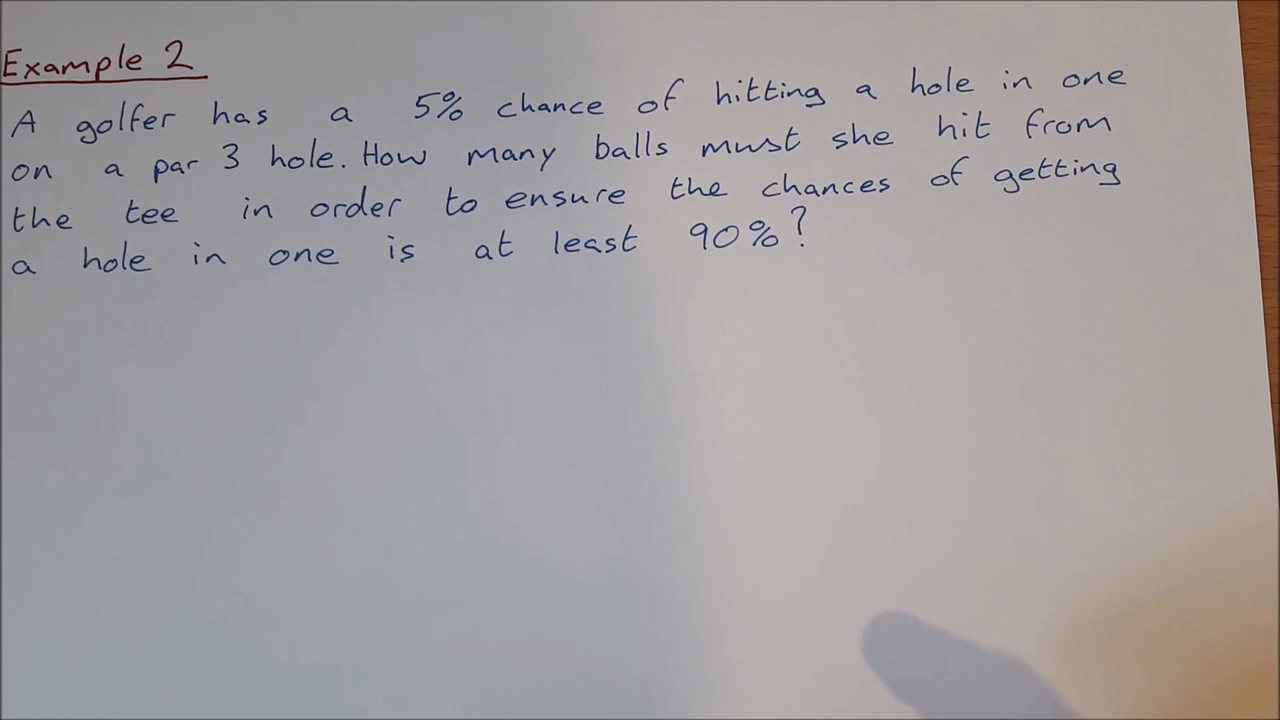 Example 2
A golfer has a 5% chance of hitting a hole in one
on a par 3 hole. How many balls must she hit from
the tee in order to ensure the chances of getting
a hole in one is at least 90%?